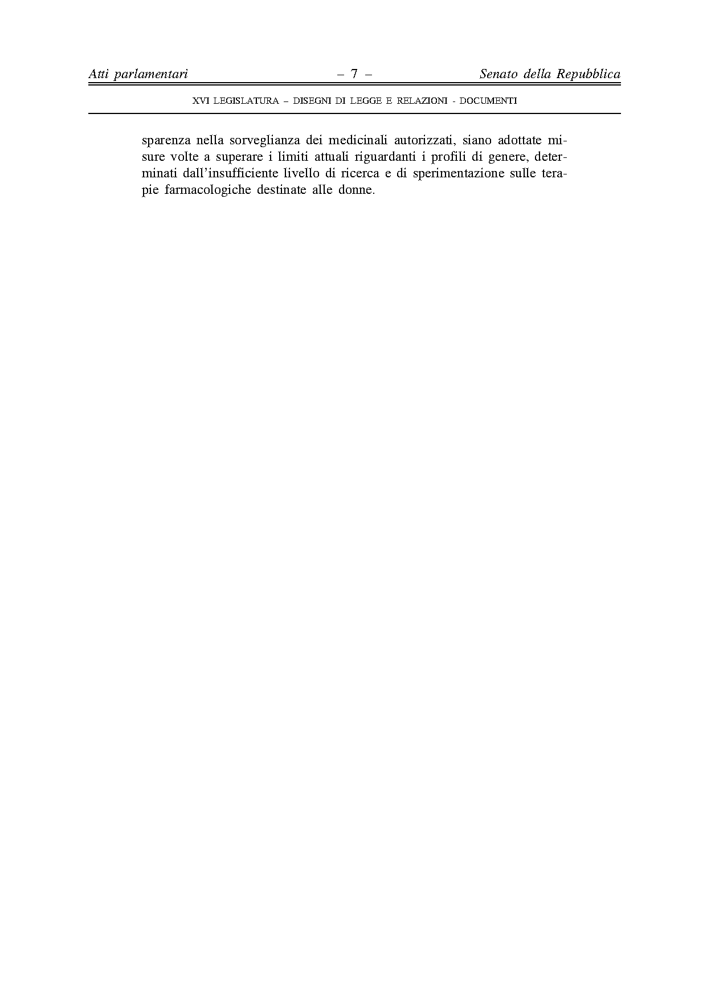 Atti parlamentari – 7 – Senato della Repubblica
XVI LEGISLATURA – DISEGNI DI LEGGE E RELAZIONI - DOCUMENTI
sparenza nella sorveglianza dei medicinali autorizzati, siano adottate mi-
sure volte a superare i limiti attuali riguardanti i profili di genere, deter-
minati dall'insufficiente livello di ricerca e di sperimentazione sulle tera-
pie farmacologiche destinate alle donne.